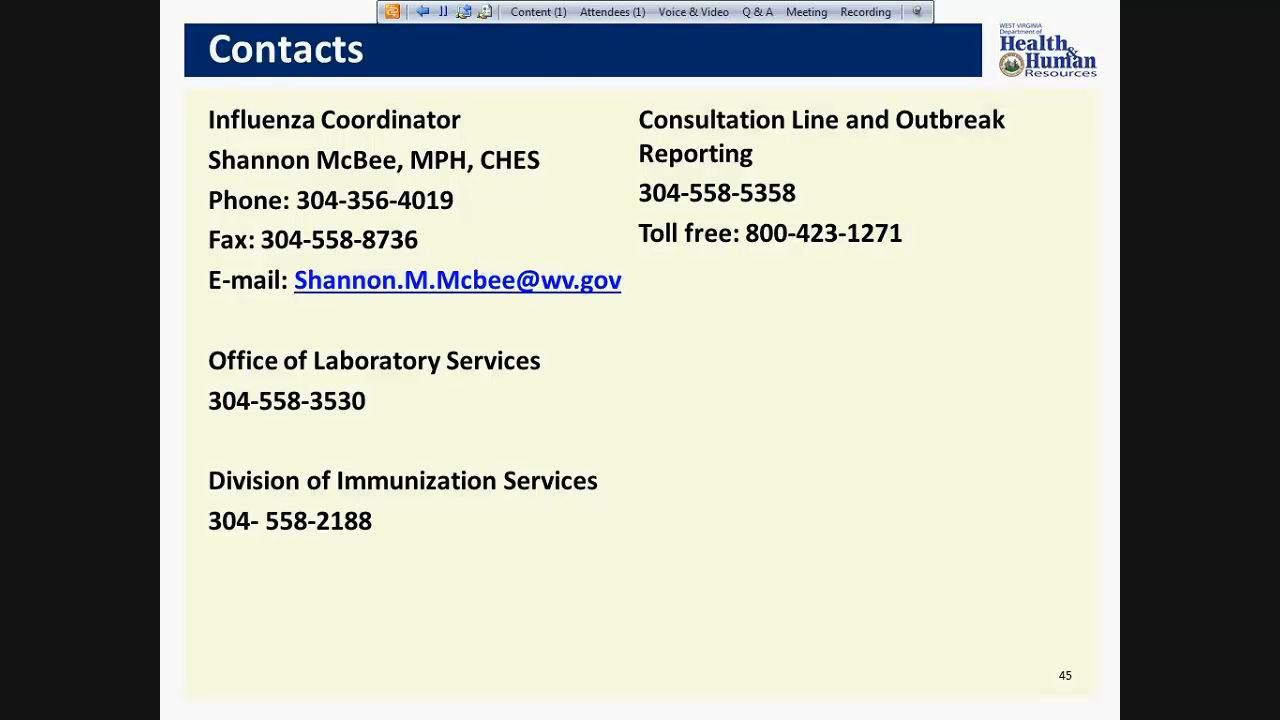 Content (1) Attendees (1) Voice & Video Q & A Meeting Recording
Contacts
WEST VIRGINIA
Department of
Health &
Human
Resources
Influenza Coordinator
Shannon McBee, MPH, CHES
Phone: 304-356-4019
Fax: 304-558-8736
E-mail: Shannon.M.Mcbee@wv.gov
Office of Laboratory Services
304-558-3530
Division of Immunization Services
304- 558-2188
Consultation Line and Outbreak
Reporting
304-558-5358
Toll free: 800-423-1271
45